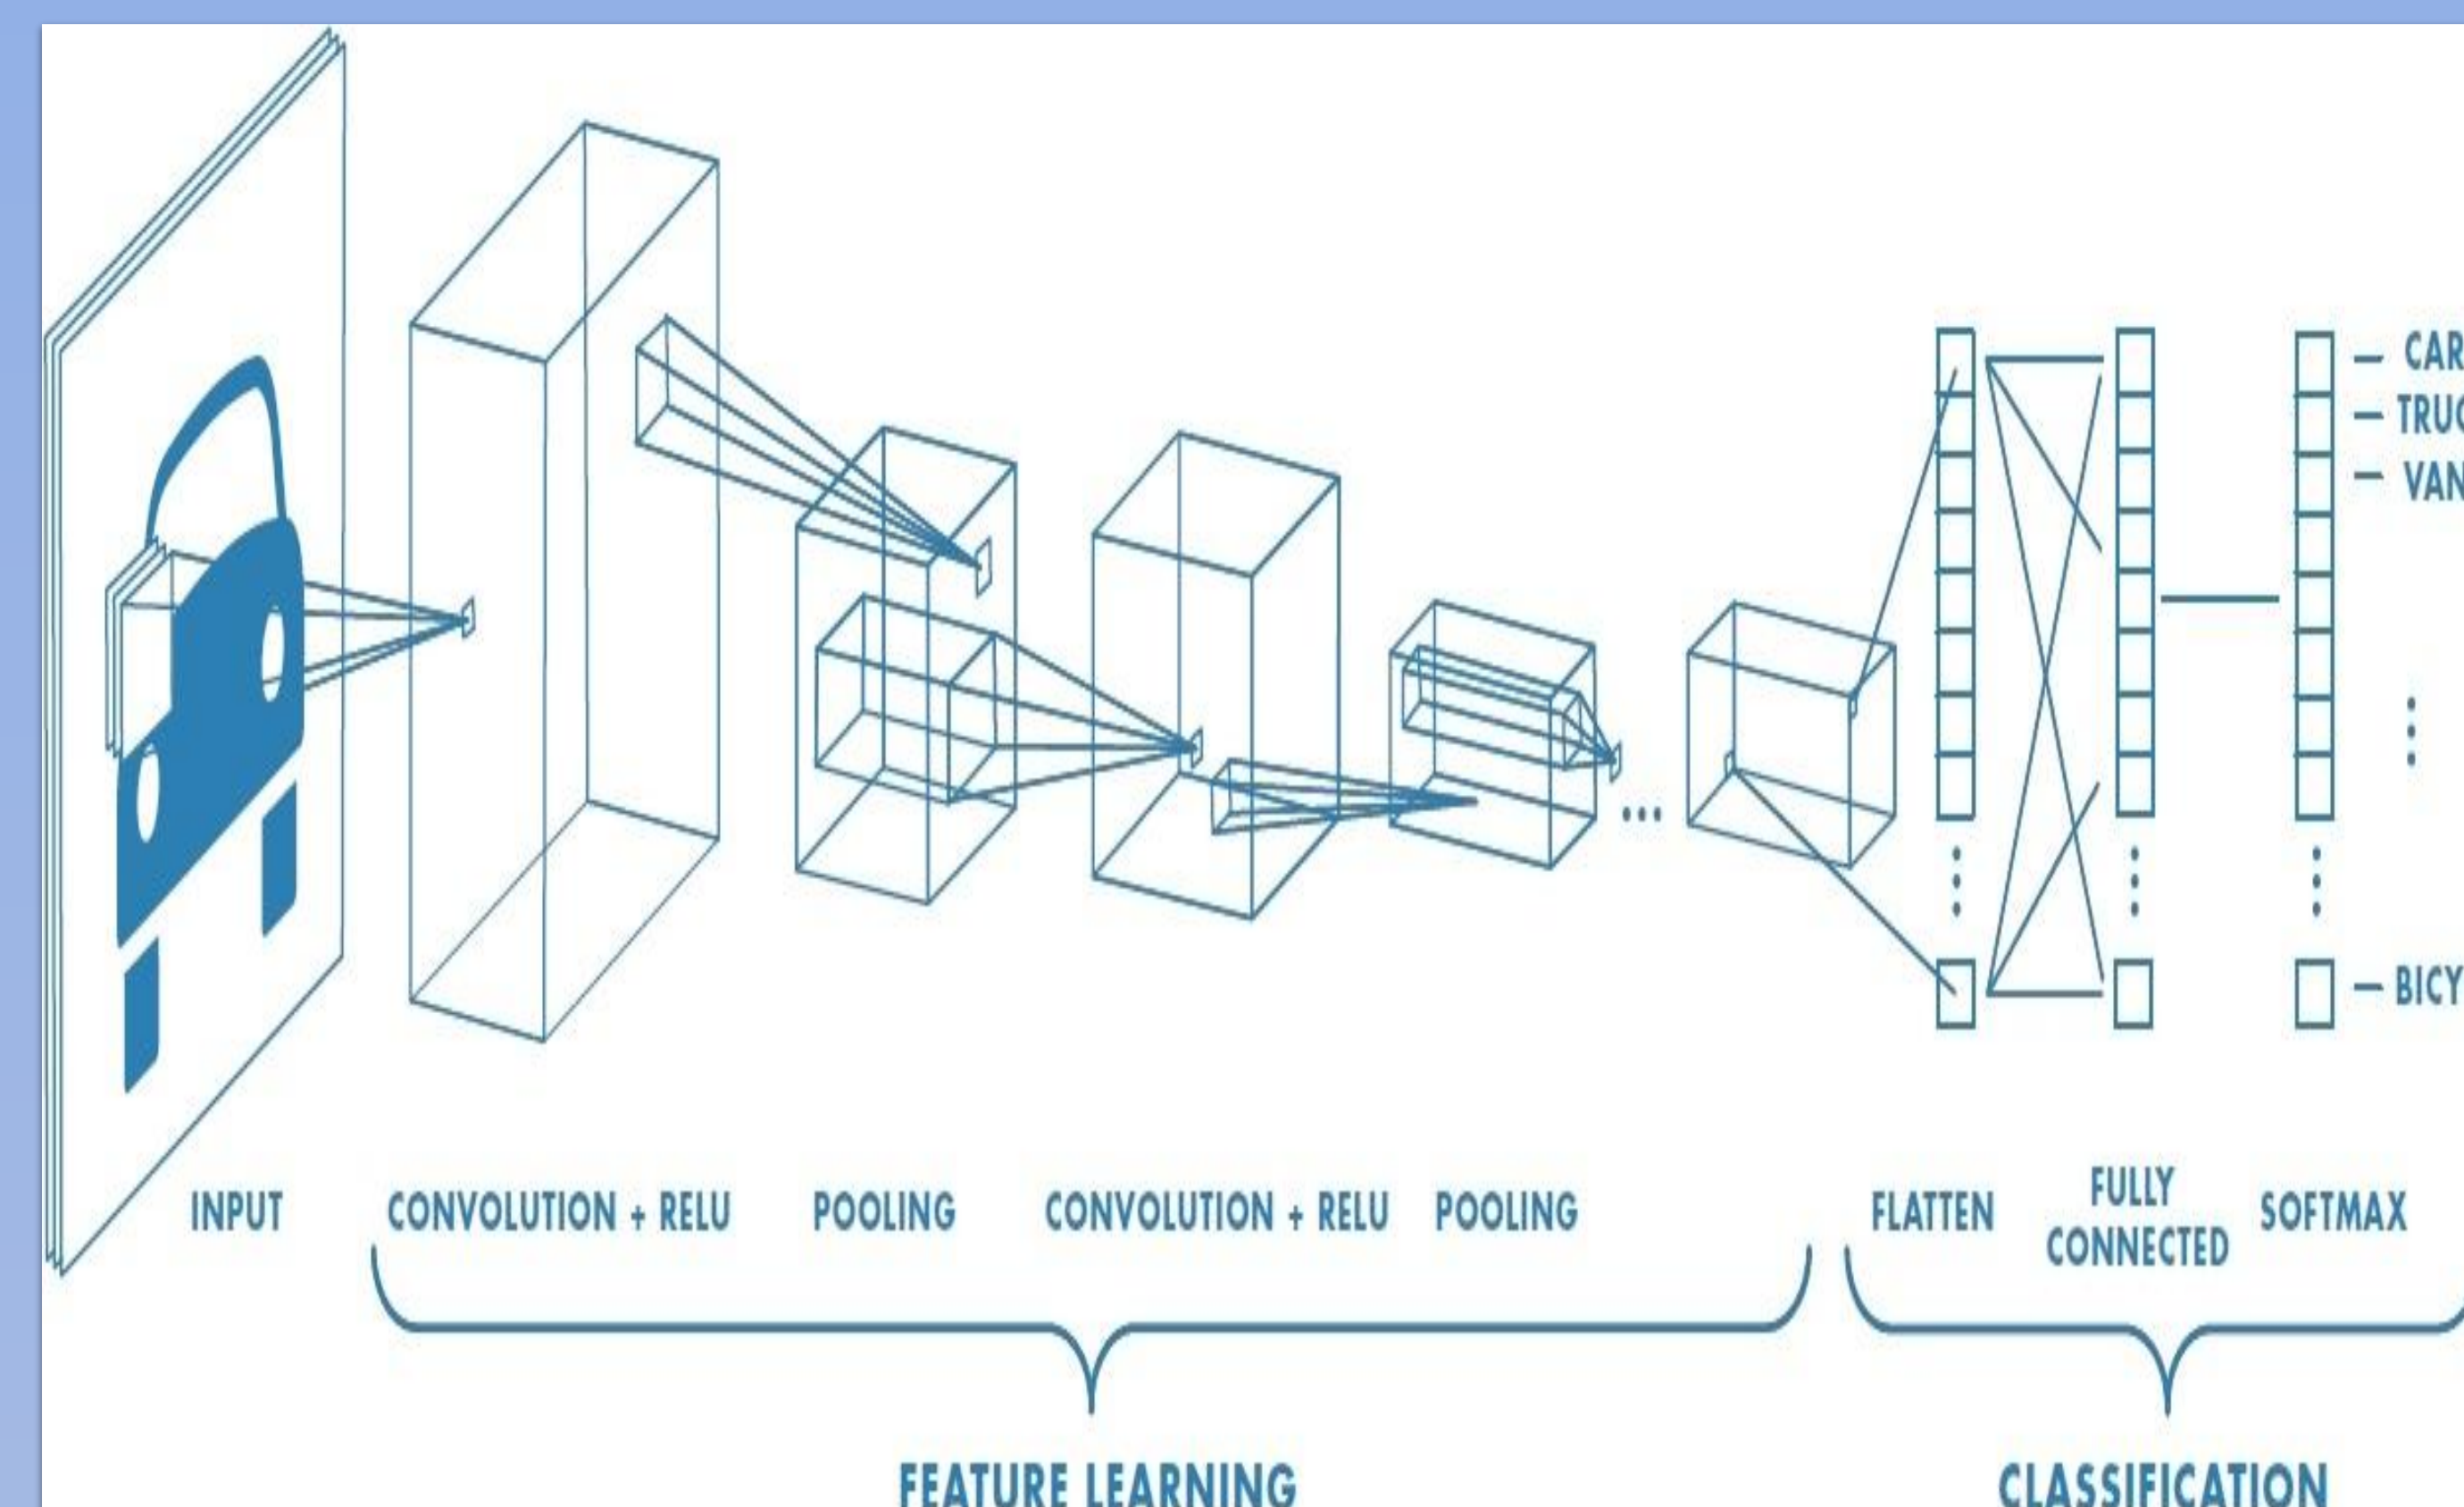 CAR
TRUC
VAN
BICY
INPUT
CONVOLUTION + RELU
POOLING
CONVOLUTION + RELU
POOLING
FLATTEN
FULLY
CONNECTED
SOFTMAX
FEATURE LEARNING
CLASSIFICATION